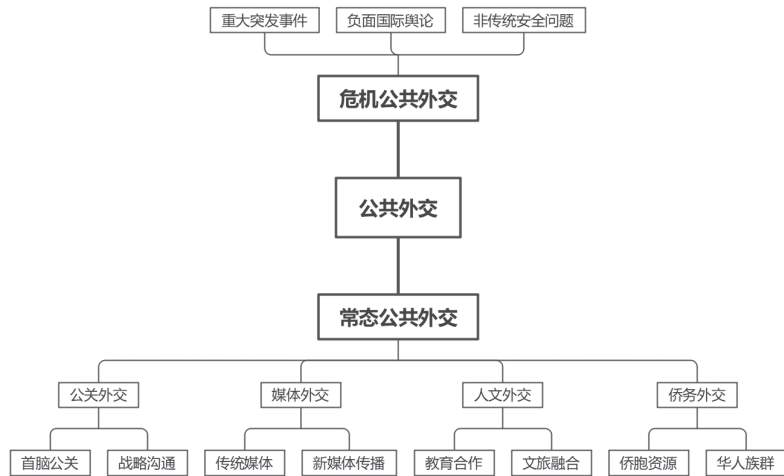 重大突发事件
负面国际舆论
非传统安全问题
危机公共外交
公共外交
常态公共外交
公关外交
媒体外交
人文外交
侨务外交
首脑公关
战略沟通
传统媒体
新媒体传播
教育合作
文旅融合
侨胞资源
华人族群